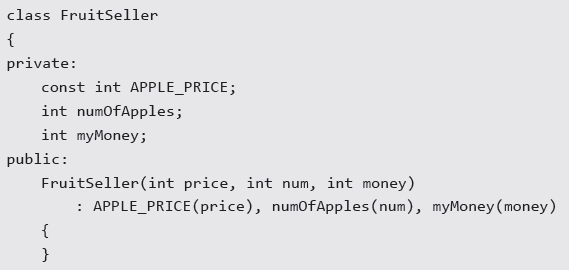 class FruitSeller
{
private:
    const int APPLE_PRICE;
    int numOfApples;
    int myMoney;
public:
    FruitSeller(int price, int num, int money)
        : APPLE_PRICE(price), numOfApples(num), myMoney(money)
    {
    }